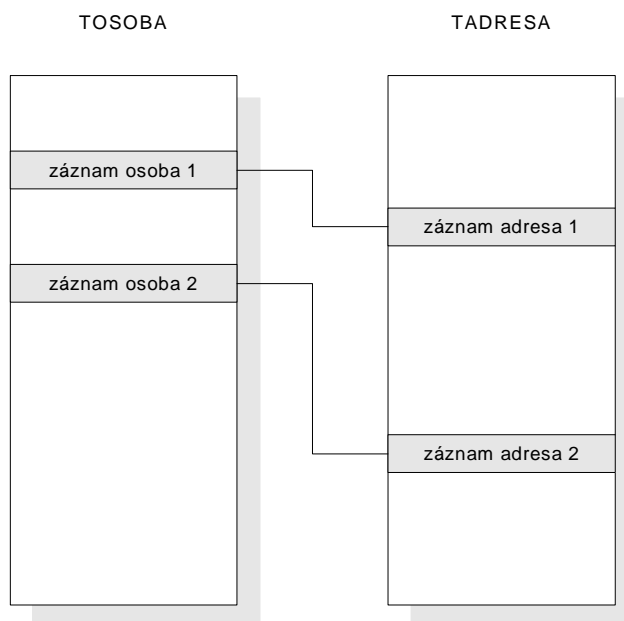 TOSOBA
TADRESA
záznam osoba 1
záznam adresa 1
záznam osoba 2
záznam adresa 2